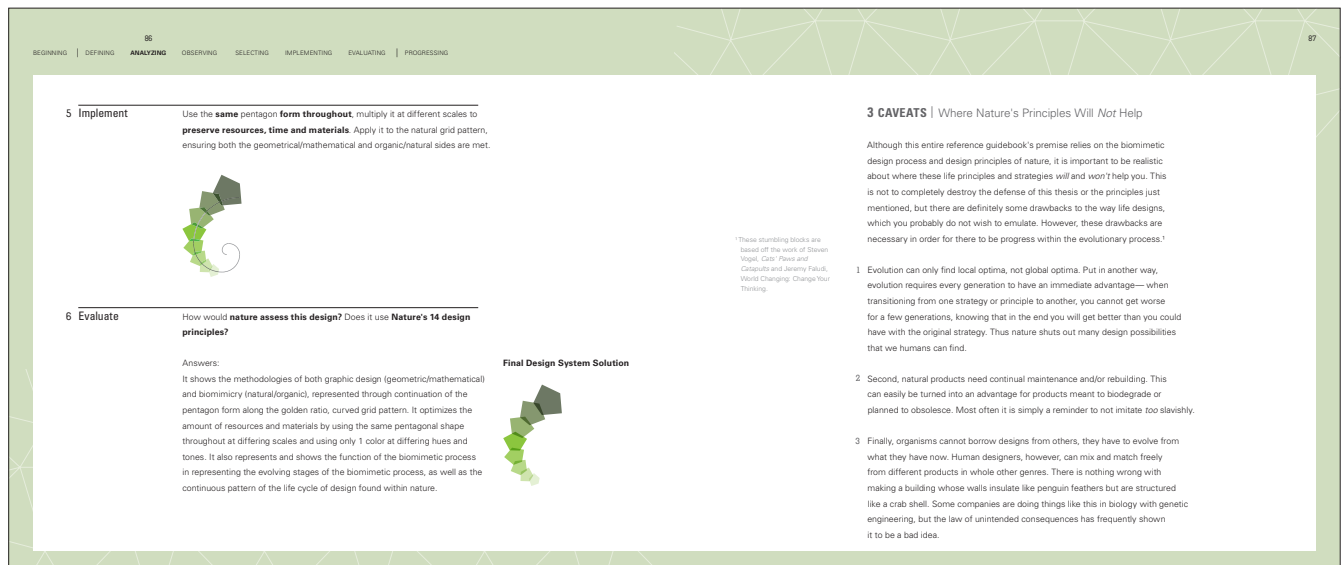 86
BEGINNING | DEFINING ANALYZING OBSERVING SELECTING IMPLEMENTING EVALUATING | PROGRESSING
5 Implement
Use the same pentagon form throughout, multiply it at different scales to
preserve resources, time and materials. Apply it to the natural grid pattern,
ensuring both the geometrical/mathematical and organic/natural sides are met.
6 Evaluate
How would nature assess this design? Does it use Nature's 14 design
principles?
Answers:
It shows the methodologies of both graphic design (geometric/mathematical)
and biomimicry (natural/organic), represented through continuation of the
pentagon form along the golden ratio, curved grid pattern. It optimizes the
amount of resources and materials by using the same pentagonal shape
throughout at differing scales and using only 1 color at differing hues and
tones. It also represents and shows the function of the biomimetic process
in representing the evolving stages of the biomimetic process, as well as the
continuous pattern of the life cycle of design found within nature.
Final Design System Solution
87
3 CAVEATS | Where Nature's Principles Will Not Help
Although this entire reference guidebook's premise relies on the biomimetic
design process and design principles of nature, it is important to be realistic
about where these life principles and strategies will and won't help you. This
is not to completely destroy the defense of this thesis or the principles just
mentioned, but there are definitely some drawbacks to the way life designs,
which you probably do not wish to emulate. However, these drawbacks are
necessary in order for there to be progress within the evolutionary process.¹
¹ These stumbling blocks are
based off the work of Steven
Vogel, Cats' Paws and
Catapults and Jeremy Faludi,
World Changing: Change Your
Thinking.
1 Evolution can only find local optima, not global optima. Put in another way,
evolution requires every generation to have an immediate advantage— when
transitioning from one strategy or principle to another, you cannot get worse
for a few generations, knowing that in the end you will get better than you could
have with the original strategy. Thus nature shuts out many design possibilities
that we humans can find.
2 Second, natural products need continual maintenance and/or rebuilding. This
can easily be turned into an advantage for products meant to biodegrade or
planned to obsolesce. Most often it is simply a reminder to not imitate too slavishly.
3 Finally, organisms cannot borrow designs from others, they have to evolve from
what they have now. Human designers, however, can mix and match freely
from different products in whole other genres. There is nothing wrong with
making a building whose walls insulate like penguin feathers but are structured
like a crab shell. Some companies are doing things like this in biology with genetic
engineering, but the law of unintended consequences has frequently shown
it to be a bad idea.